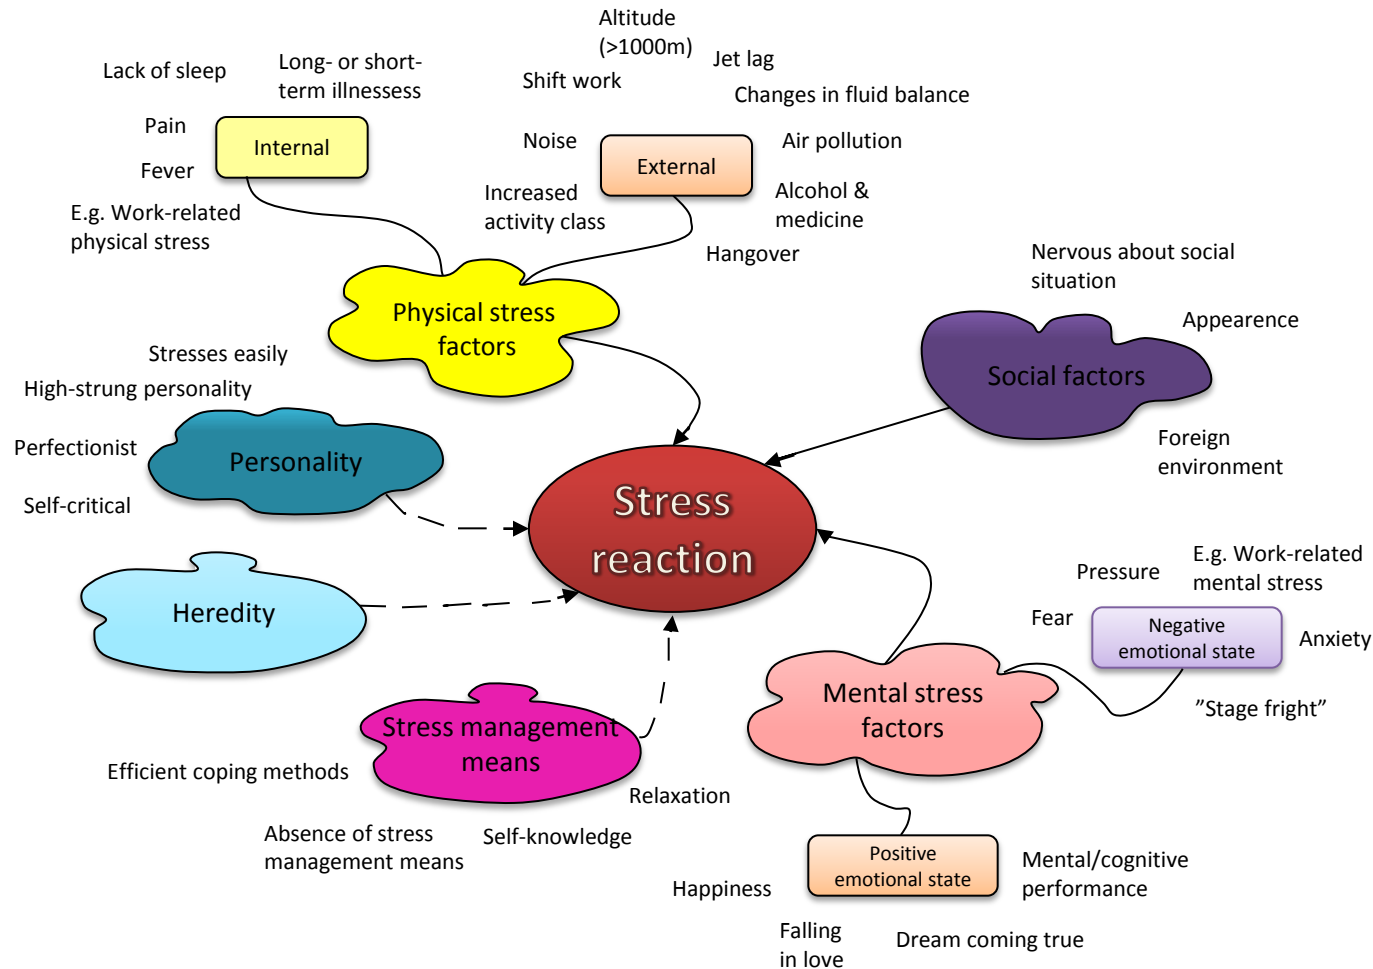 Altitude
(>1000m)
Lack of sleep
Long- or short-
term illnessess
Shift work
Jet lag
Changes in fluid balance
Pain
Internal
Fever
E.g. Work-related
physical stress
Noise
External
Air pollution
Increased
activity class
Alcohol &
medicine
Hangover
Physical stress
factors
Nervous about social
situation
Appearence
Social factors
Foreign
environment
Stresses easily
High-strung personality
Perfectionist
Personality
Self-critical
Stress
reaction
Heredity
E.g. Work-related
mental stress
Pressure
Fear
Negative
emotional state
Anxiety
”Stage fright”
Mental stress
factors
Stress management
means
Efficient coping methods
Relaxation
Absence of stress
management means
Self-knowledge
Positive
emotional state
Mental/cognitive
performance
Happiness
Falling
in love
Dream coming true